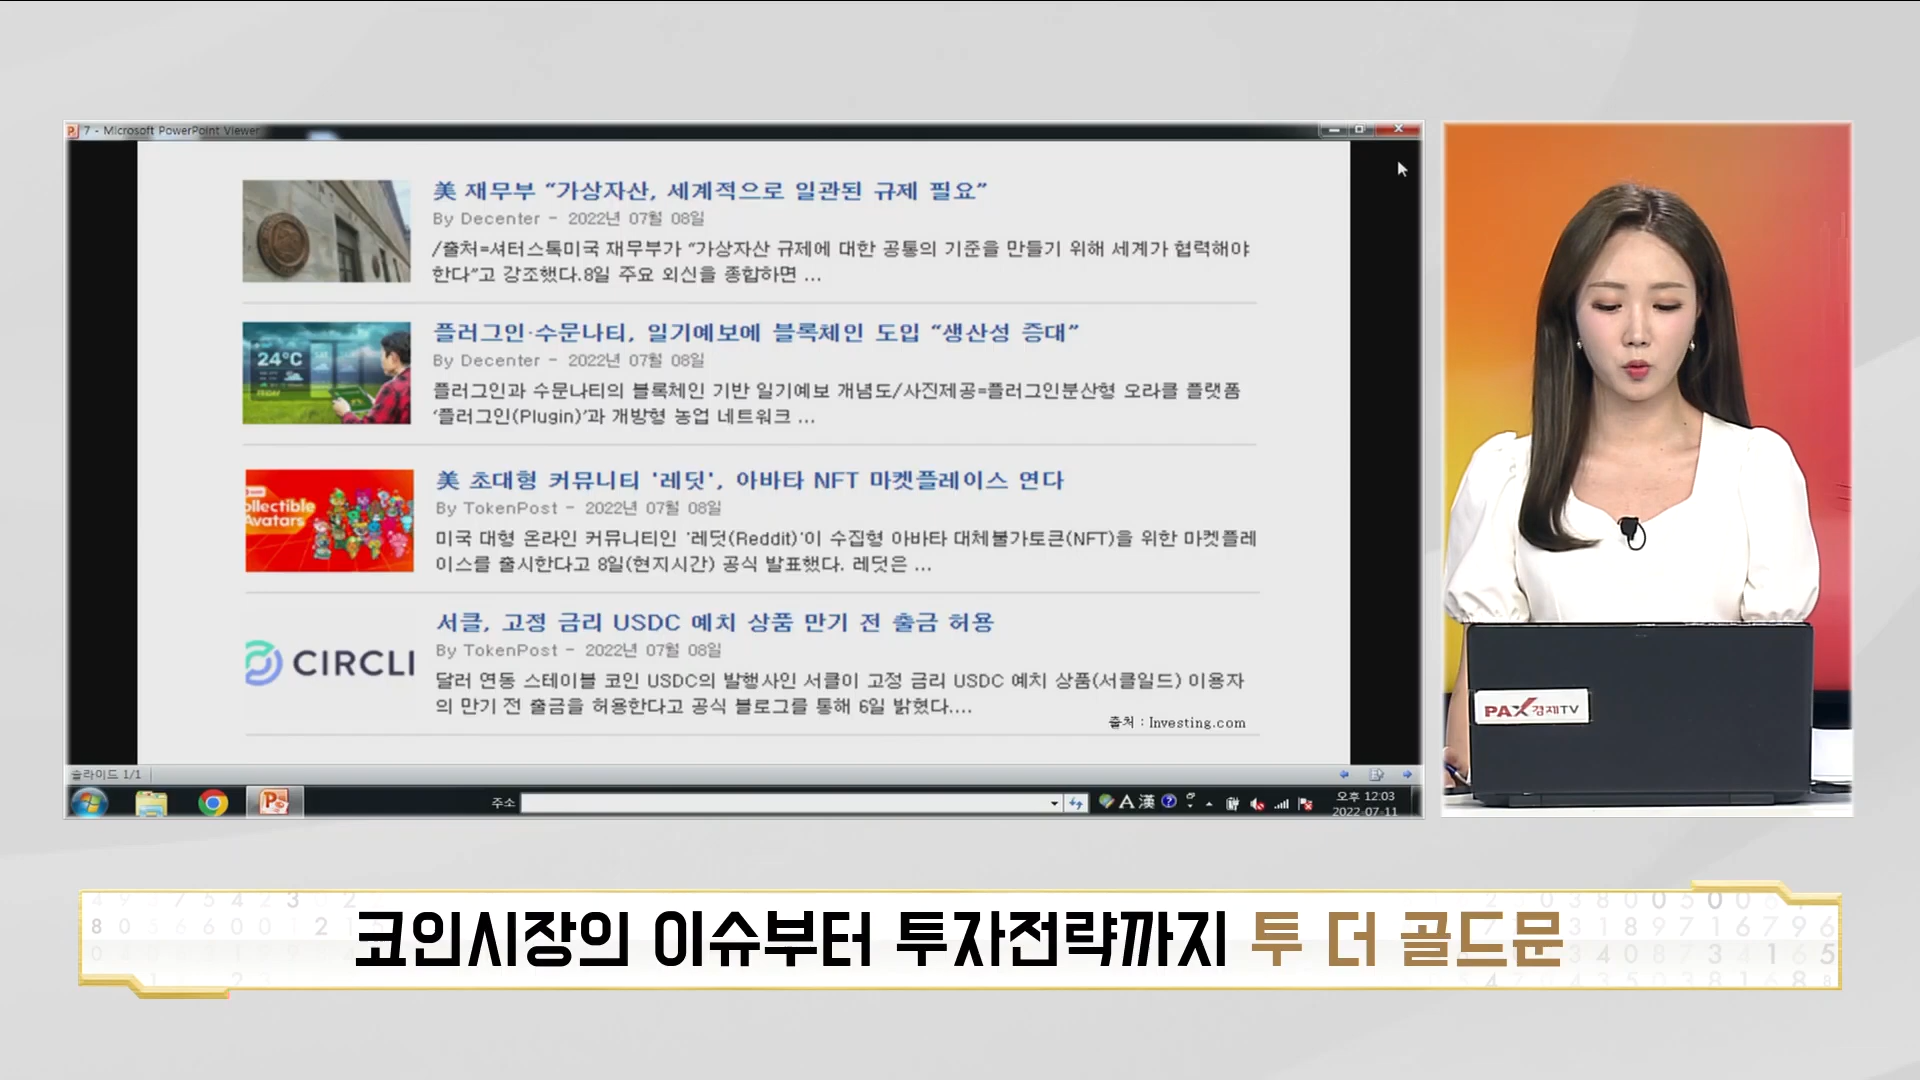 7 - Microsoft PowerPoint Viewer
美 재무부 “가상자산, 세계적으로 일관된 규제 필요”
By Decenter - 2022년 07월 08일
/출처=셔터스톡미국 재무부가 “가상자산 규제에 대한 공통의 기준을 만들기 위해 세계가 협력해야
한다”고 강조했다.8일 주요 외신을 종합하면 ...
24°C
플러그인·수문나티, 일기예보에 블록체인 도입 “생산성 증대”
By Decenter - 2022년 07월 08일
플러그인과 수문나티의 블록체인 기반 일기예보 개념도/사진제공=플러그인분산형 오라클 플랫폼
‘플러그인(Plugin)’과 개방형 농업 네트워크 ...
ollectible
Avatars
美 초대형 커뮤니티 '레딧', 아바타 NFT 마켓플레이스 연다
By TokenPost - 2022년 07월 08일
미국 대형 온라인 커뮤니티인 '레딧(Reddit)'이 수집형 아바타 대체불가토큰(NFT)을 위한 마켓플레
이스를 출시한다고 8일(현지시간) 공식 발표했다. 레딧은 ...
CIRCL
서클, 고정 금리 USDC 예치 상품 만기 전 출금 허용
By TokenPost - 2022년 07월 08일
달러 연동 스테이블 코인 USDC의 발행사인 서클이 고정 금리 USDC 예치 상품(서클일드) 이용자
의 만기 전 출금을 허용한다고 공식 블로그를 통해 6일 밝혔다....
출처 : Investing.com
슬라이드 1/1
주소
A 漢
오후 12:03
2022-07-11
PAX경제TV
코인시장의 이슈부터 투자전략까지 투 더 골드문